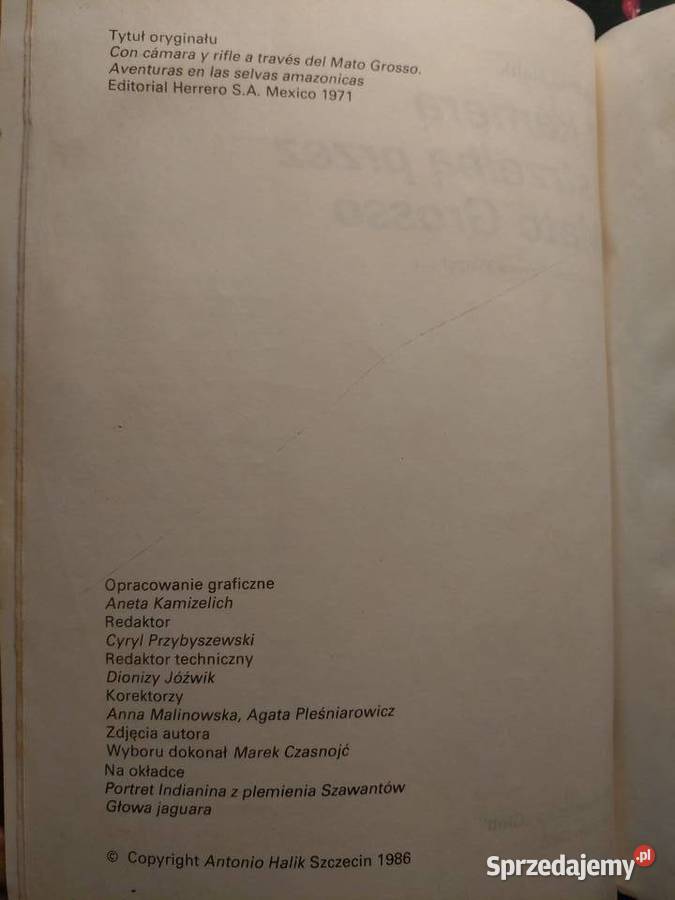 Tytuł oryginału
Con cámara y rifle a través del Mato Grosso.
Aventuras en las selvas amazonicas
Editorial Herrero S.A. Mexico 1971
Opracowanie graficzne
Aneta Kamizelich
Redaktor
Cyryl Przybyszewski
Redaktor techniczny
Dionizy Jóźwik
Korektorzy
Anna Malinowska, Agata Pleśniarowicz
Zdjęcia autora
Wyboru dokonał Marek Czasnojć
Na okładce
Portret Indianina z plemienia Szawantów
Głowa jaguara
© Copyright Antonio Halik Szczecin 1986
Sprzedajemy.pl